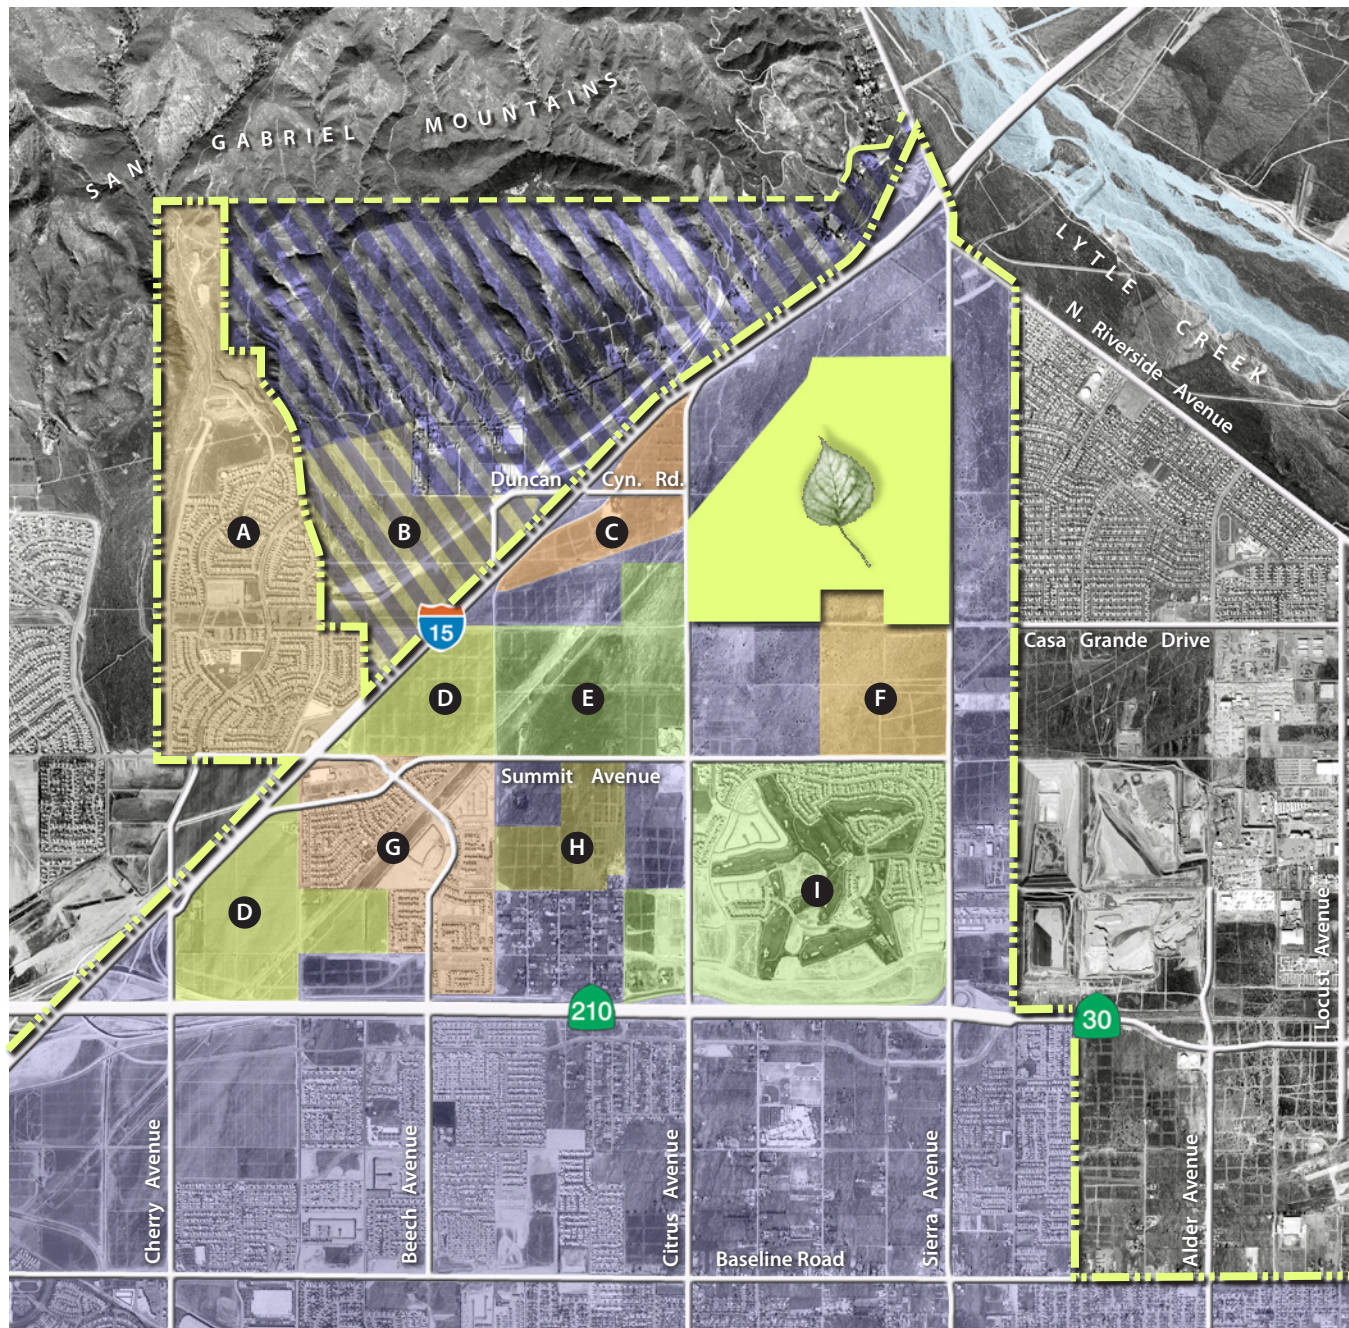 SAN GABRIEL MOUNTAINS
LYTLE CREEK
N. Riverside Avenue
Duncan Cyn. Rd.
A
B
C
15
Casa Grande Drive
D
E
F
Summit Avenue
G
H
I
D
Locust Avenue
210
30
Cherry Avenue
Beech Avenue
Citrus Avenue
Sierra Avenue
Alder Avenue
Baseline Road